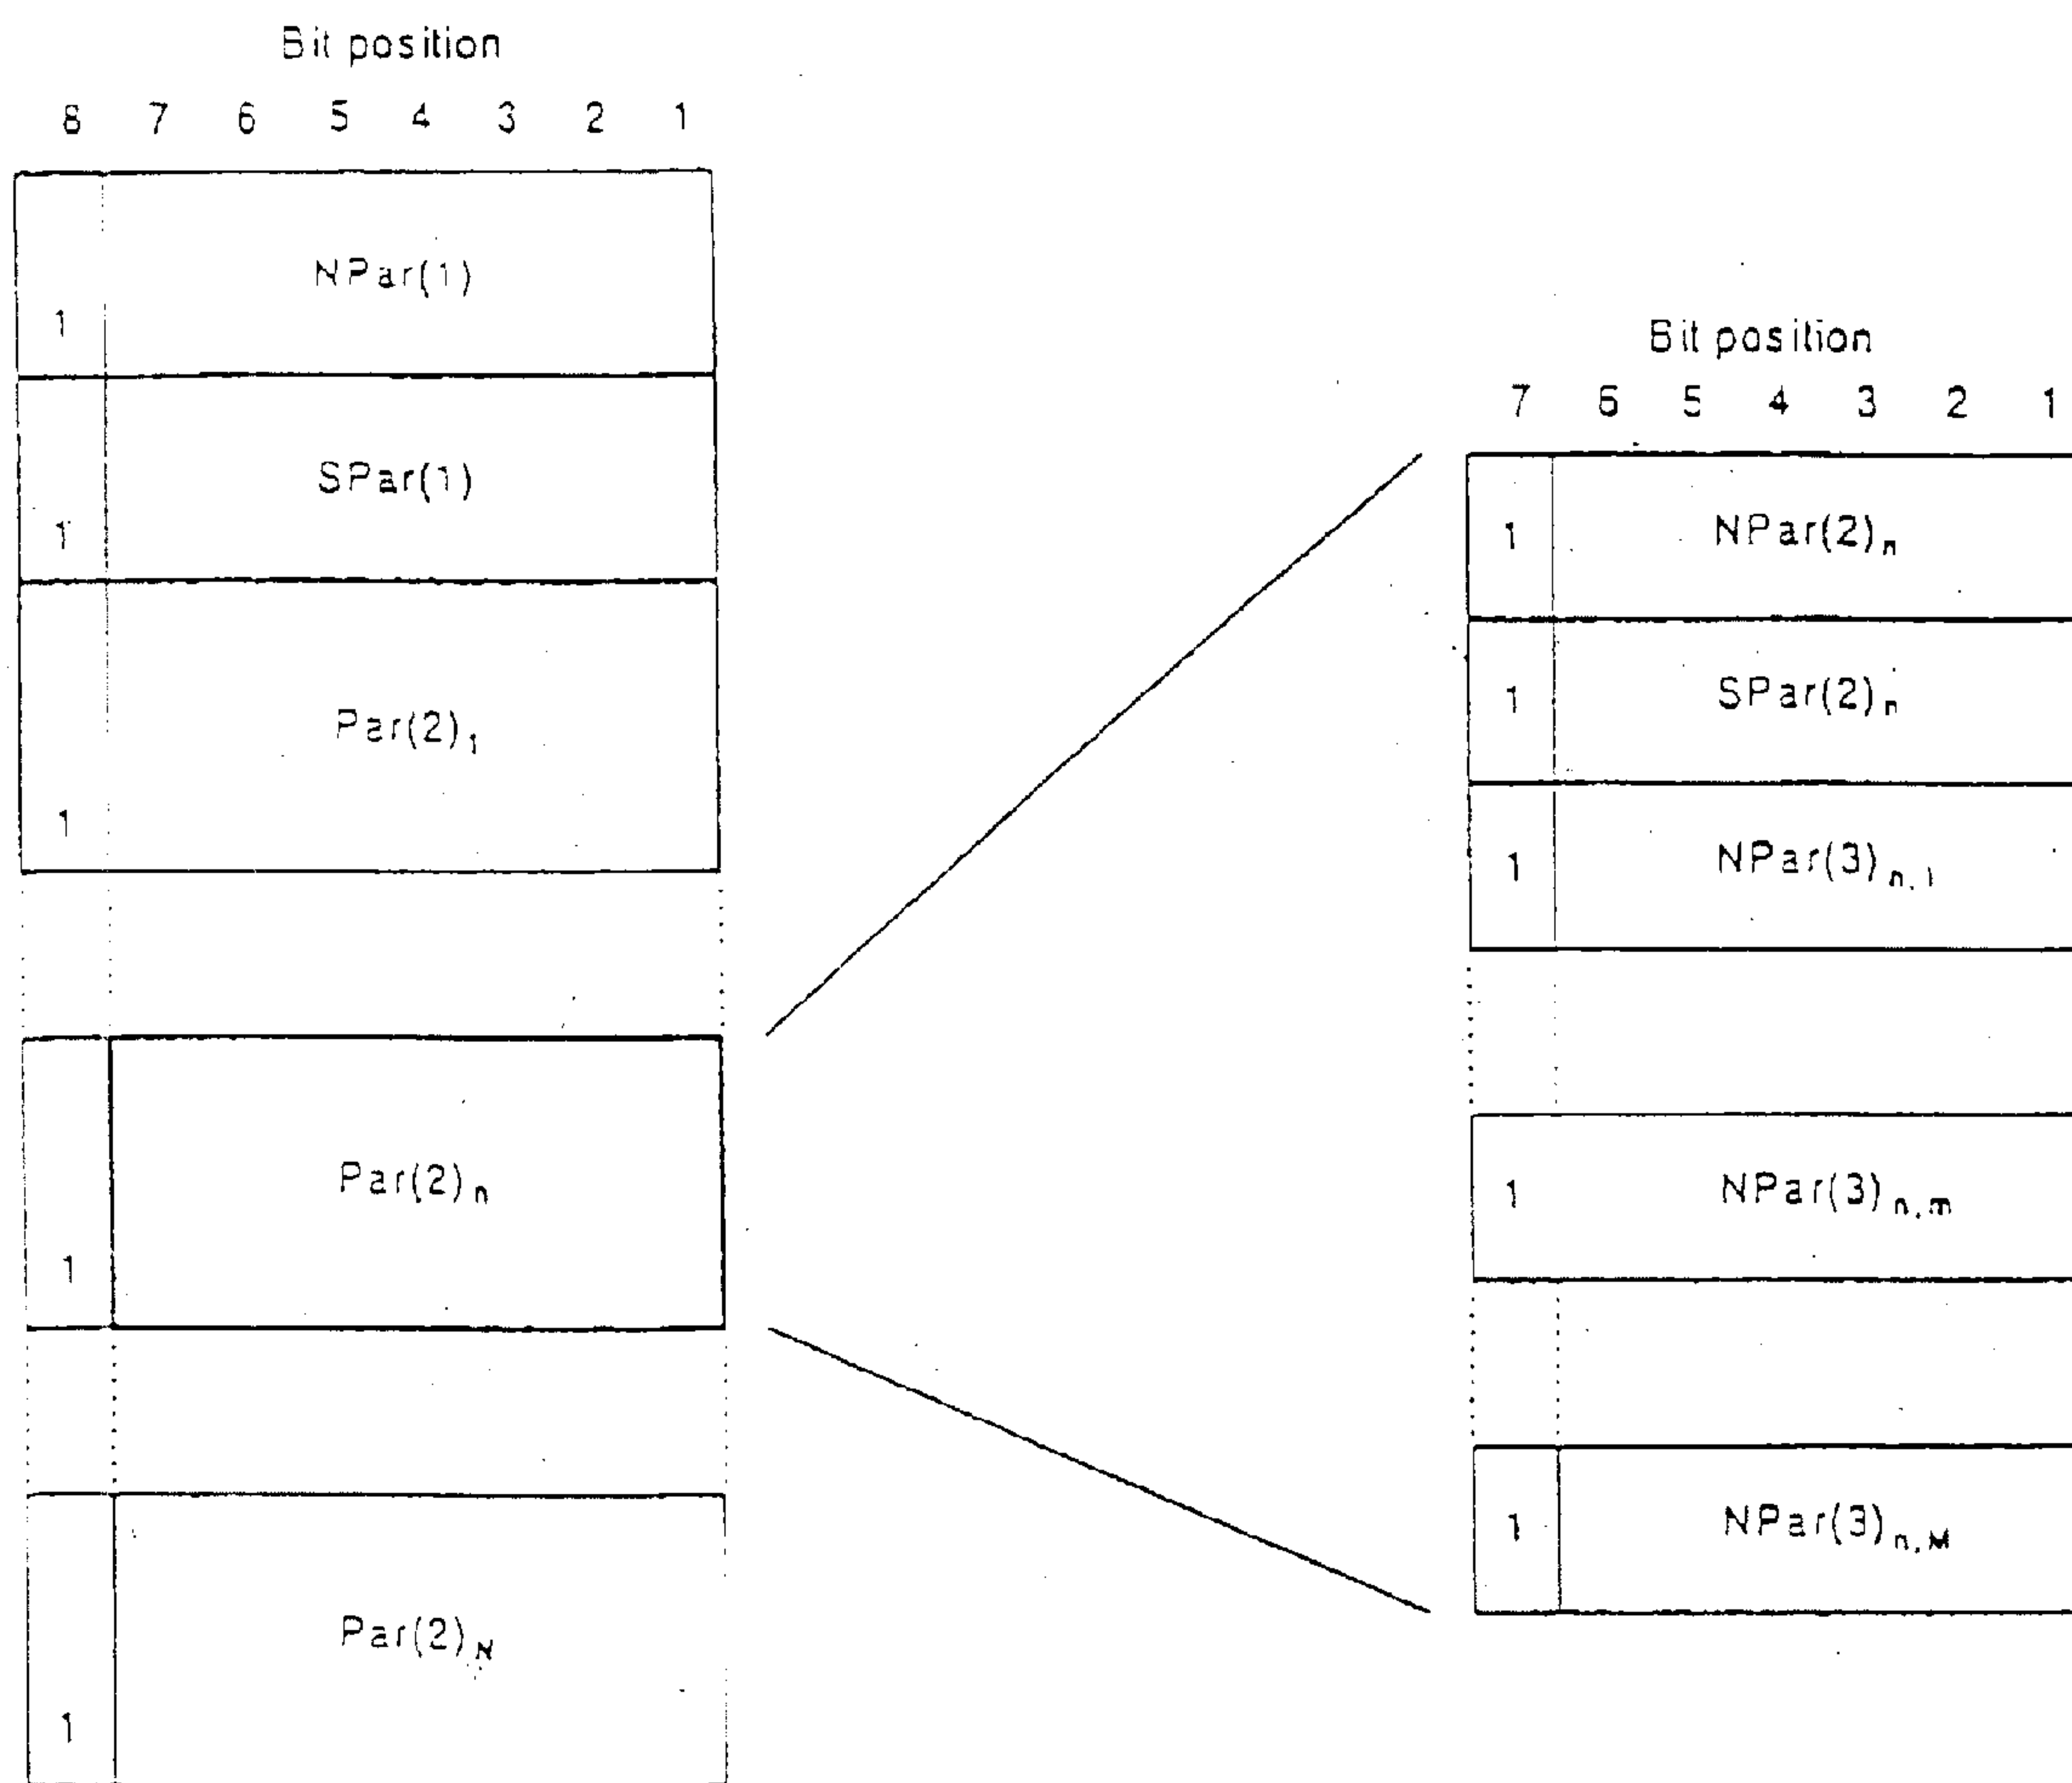 Bit position
8 7 6 5 4 3 2 1
NPar(1)
1
SPar(1)
1
Par(2)1
1
Par(2)n
1
Par(2)N
1
Bit position
7 6 5 4 3 2 1
1 NPar(2)n
1 SPar(2)n
1 NPar(3)n,1
1 NPar(3)n,m
1 NPar(3)n,M